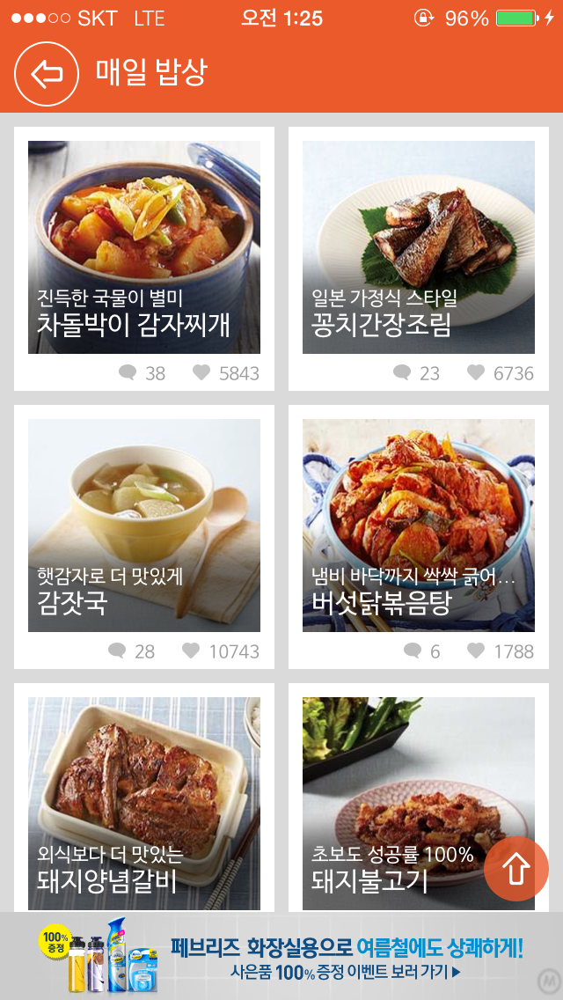 SKT LTE 오전 1:25 96%
매일 밥상
진득한 국물이 별미
차돌박이 감자찌개
38 5843
일본 가정식 스타일
꽁치간장조림
23 6736
햇감자로 더 맛있게
감잣국
28 10743
냄비 바닥까지 싹싹 긁어...
버섯닭볶음탕
6 1788
외식보다 더 맛있는
돼지양념갈비
초보도 성공률 100%
돼지불고기
100%
증정
페브리즈 화장실용으로 여름철에도 상쾌하게!
사은품 100% 증정 이벤트 보러 가기
M